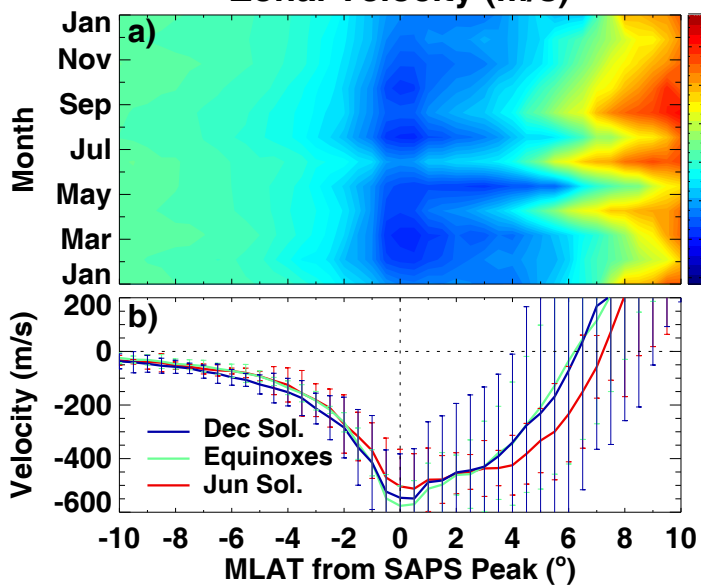 Zonal Velocity (m/s)
a)
Jan
Nov
Sep
Jul
May
Mar
Jan
Month
b)
200
0
-200
-400
-600
Velocity (m/s)
Dec Sol.
Equinoxes
Jun Sol.
-10 -8 -6 -4 -2 0 2 4 6 8 10
MLAT from SAPS Peak (°)